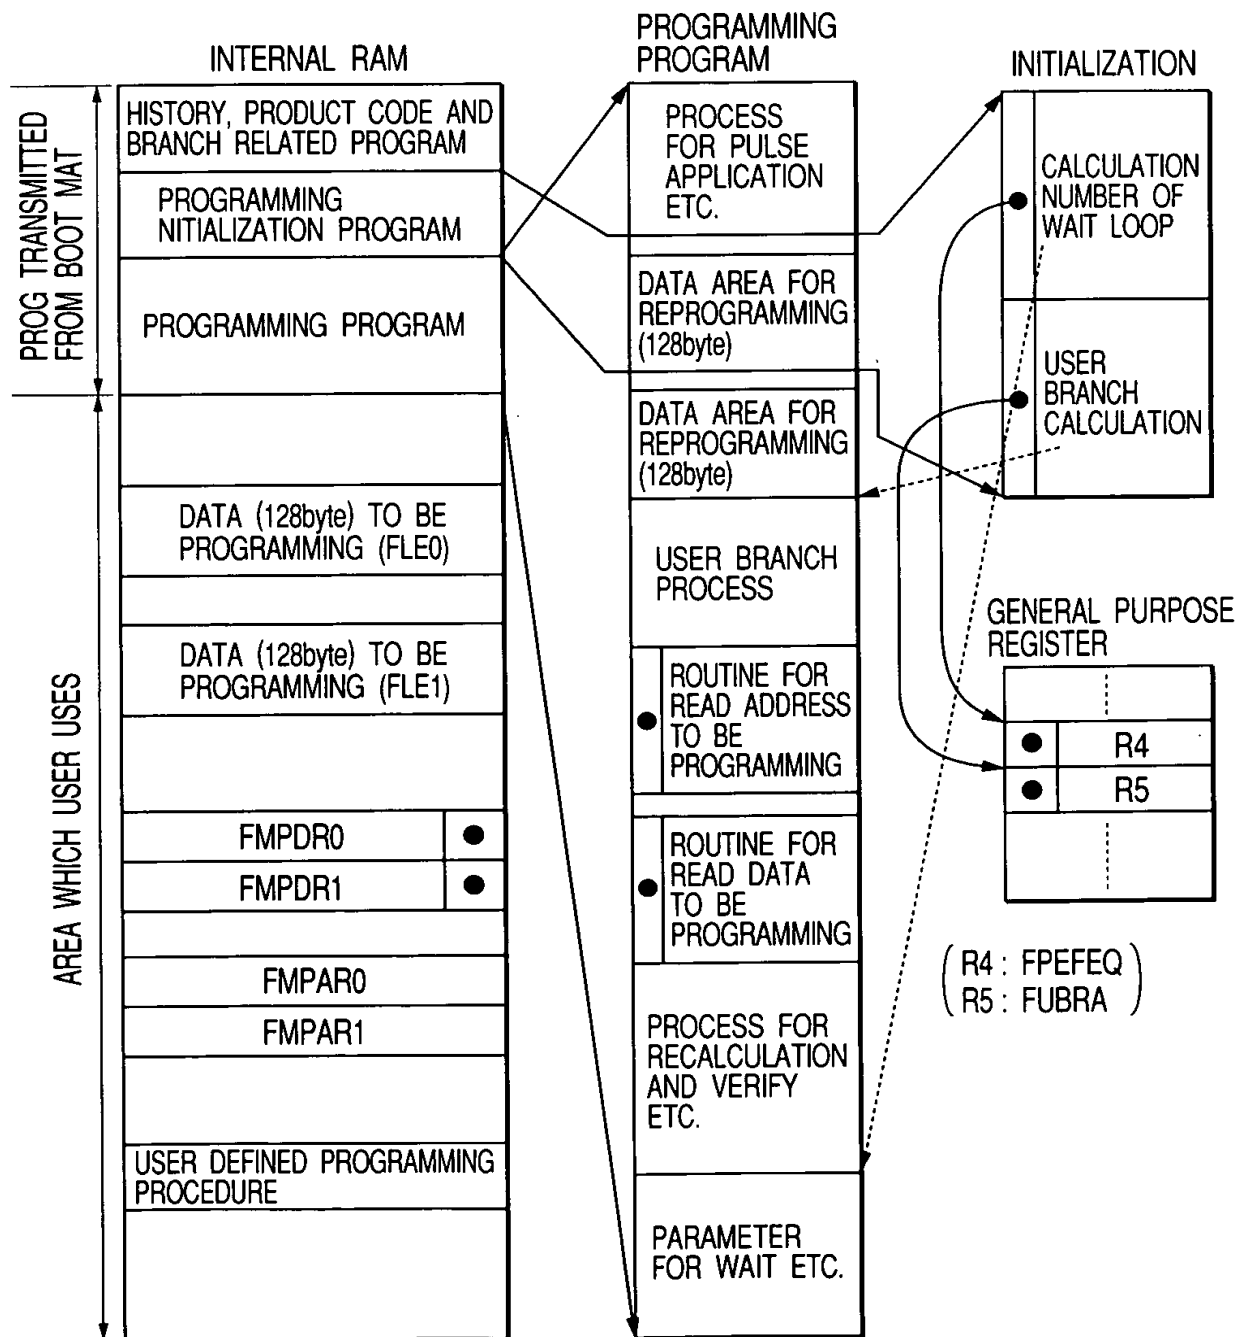 INTERNAL RAM
PROG TRANSMITTED
FROM BOOT MAT
HISTORY, PRODUCT CODE AND
BRANCH RELATED PROGRAM
PROGRAMMING
NITIALIZATION PROGRAM
PROGRAMMING PROGRAM
AREA WHICH USER USES
DATA (128byte) TO BE
PROGRAMMING (FLE0)
DATA (128byte) TO BE
PROGRAMMING (FLE1)
FMPDR0
FMPDR1
FMPAR0
FMPAR1
USER DEFINED PROGRAMMING
PROCEDURE
PROGRAMMING
PROGRAM
PROCESS
FOR PULSE
APPLICATION
ETC.
DATA AREA FOR
REPROGRAMMING
(128byte)
DATA AREA FOR
REPROGRAMMING
(128byte)
USER BRANCH
PROCESS
ROUTINE FOR
READ ADDRESS
TO BE
PROGRAMMING
ROUTINE FOR
READ DATA
TO BE
PROGRAMMING
PROCESS FOR
RECALCULATION
AND VERIFY
ETC.
PARAMETER
FOR WAIT ETC.
INITIALIZATION
CALCULATION
NUMBER OF
WAIT LOOP
USER
BRANCH
CALCULATION
GENERAL PURPOSE
REGISTER
R4
R5
(R4 : FPEFEQ
R5 : FUBRA)